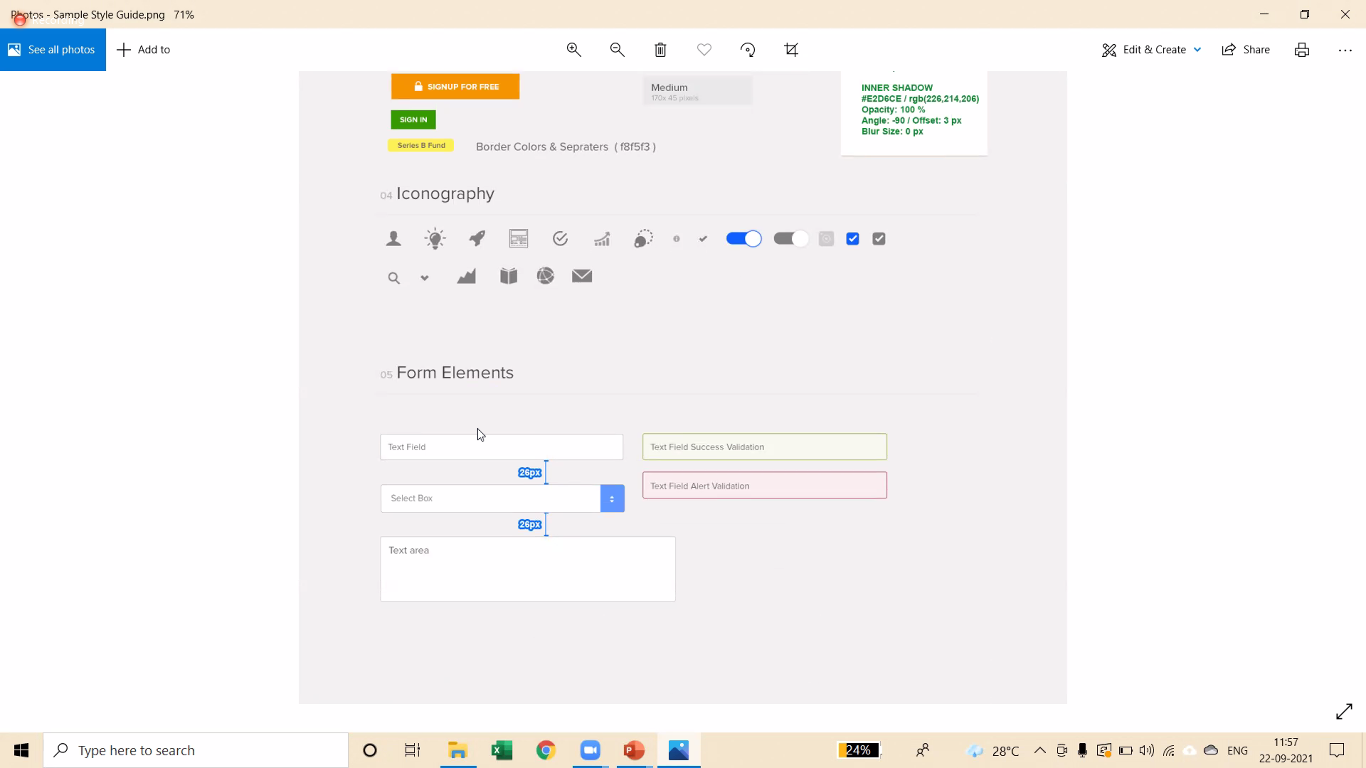 Photos - Sample Style Guide.png 71%
See all photos
Add to
Edit & Create
Share
SIGNUP FOR FREE
Medium
170x 45 pixels
INNER SHADOW
#E2D6CE / rgb(226,214,206)
Opacity: 100 %
Angle: -90 / Offset: 3 px
Blur Size: 0 px
SIGN IN
Series B Fund
Border Colors & Sepraters ( f8f5f3 )
04 Iconography
05 Form Elements
Text Field
Text Field Success Validation
26px
Text Field Alert Validation
Select Box
26px
Text area
Type here to search
24%
28°C
ENG
11:57
22-09-2021